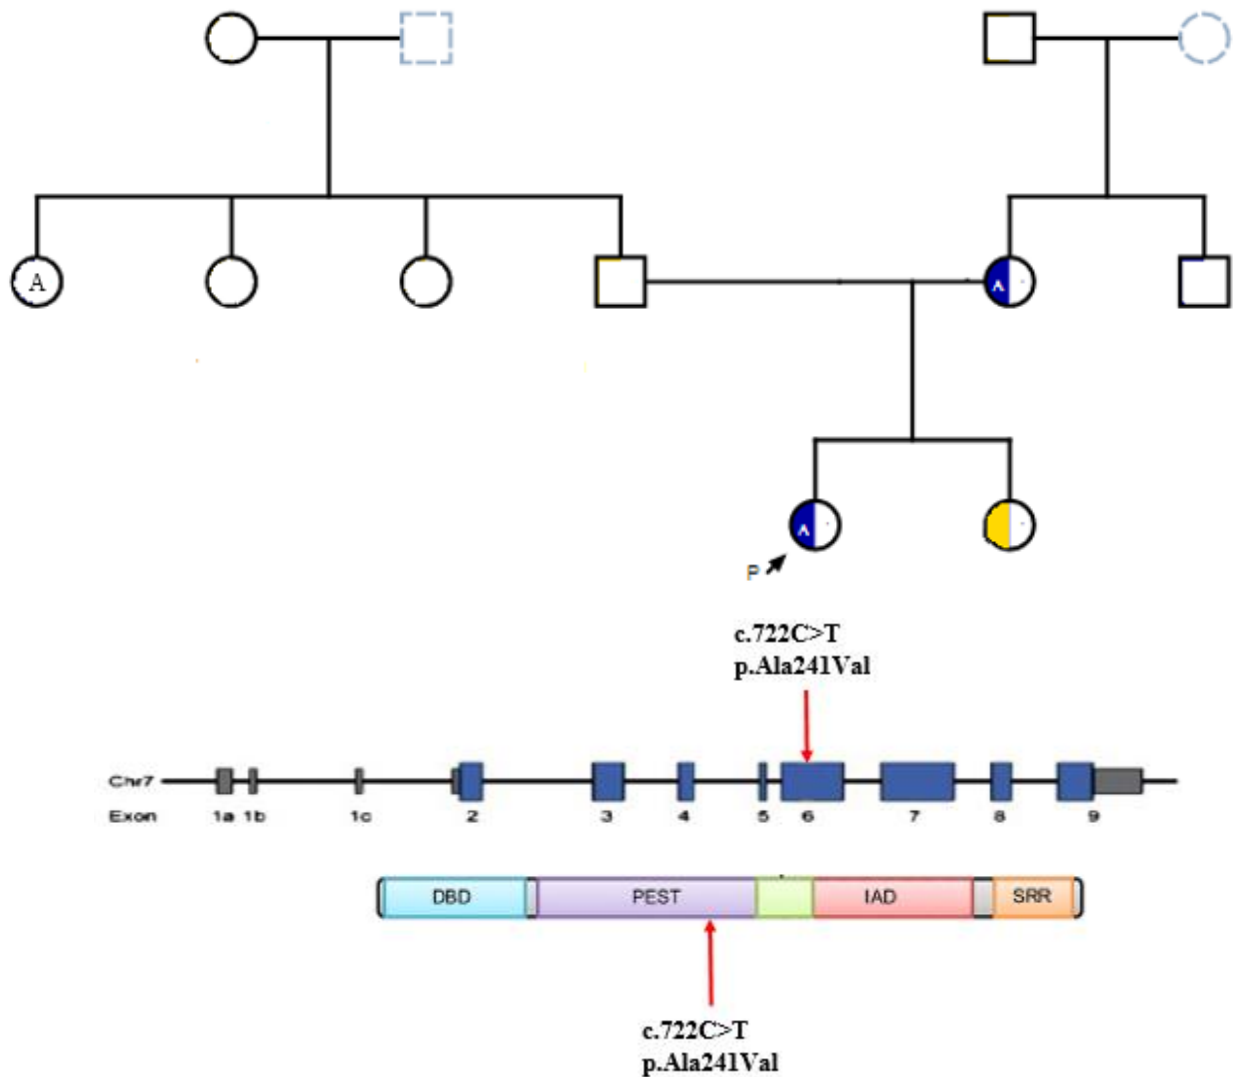 A
A
A
P
c.722C>T
p.Ala241Val
Chr7
Exon 1a 1b 1c 2 3 4 5 6 7 8 9
DBD PEST IAD SRR
c.722C>T
p.Ala241Val